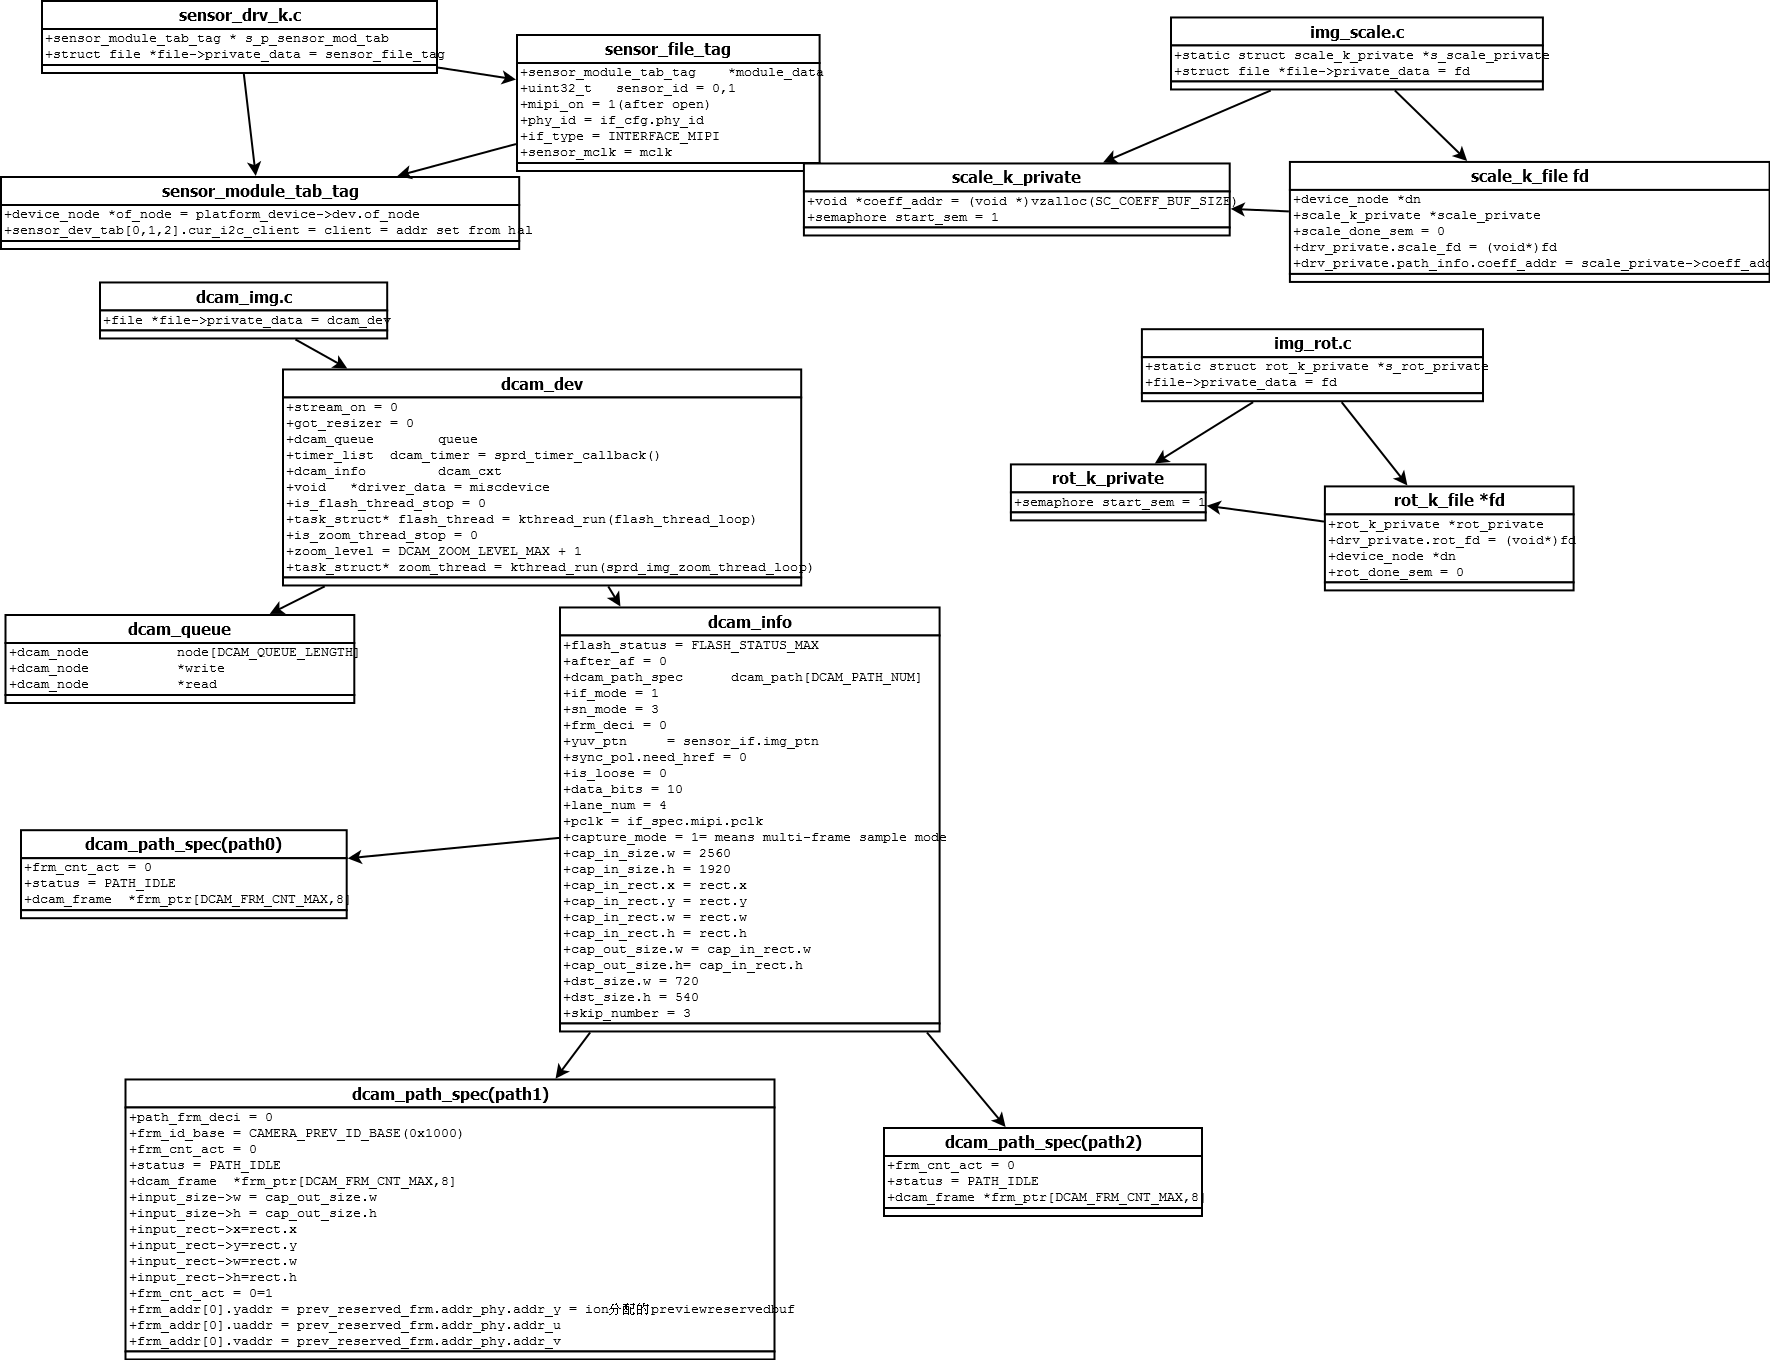 sensor_drv_k.c
+sensor_module_tab_tag * s_p_sensor_mod_tab
+struct file *file->private_data = sensor_file_tag
sensor_file_tag
+sensor_module_tab_tag    *module_data
+uint32_t   sensor_id = 0,1
+mipi_on = 1(after open)
+phy_id = if_cfg.phy_id
+if_type = INTERFACE_MIPI
+sensor_mclk = mclk
sensor_module_tab_tag
+device_node *of_node = platform_device->dev.of_node
+sensor_dev_tab[0,1,2].cur_i2c_client = client = addr set from hal
img_scale.c
+static struct scale_k_private *s_scale_private
+struct file *file->private_data = fd
scale_k_private
+void *coeff_addr = (void *)vzalloc(SC_COEFF_BUF_SIZE)
+semaphore start_sem = 1
scale_k_file fd
+device_node *dn
+scale_k_private *scale_private
+scale_done_sem = 0
+drv_private.scale_fd = (void*)fd
+drv_private.path_info.coeff_addr = scale_private->coeff_add
dcam_img.c
+file *file->private_data = dcam_dev
dcam_dev
+stream_on = 0
+got_resizer = 0
+dcam_queue        queue
+timer_list  dcam_timer = sprd_timer_callback()
+dcam_info         dcam_cxt
+void   *driver_data = miscdevice
+is_flash_thread_stop = 0
+task_struct* flash_thread = kthread_run(flash_thread_loop)
+is_zoom_thread_stop = 0
+zoom_level = DCAM_ZOOM_LEVEL_MAX + 1
+task_struct* zoom_thread = kthread_run(sprd_img_zoom_thread_loop)
img_rot.c
+static struct rot_k_private *s_rot_private
+file->private_data = fd
rot_k_private
+semaphore start_sem = 1
rot_k_file *fd
+rot_k_private *rot_private
+drv_private.rot_fd = (void*)fd
+device_node *dn
+rot_done_sem = 0
dcam_queue
+dcam_node           node[DCAM_QUEUE_LENGTH]
+dcam_node           *write
+dcam_node           *read
dcam_info
+flash_status = FLASH_STATUS_MAX
+after_af = 0
+dcam_path_spec      dcam_path[DCAM_PATH_NUM]
+if_mode = 1
+sn_mode = 3
+frm_deci = 0
+yuv_ptn     = sensor_if.img_ptn
+sync_pol.need_href = 0
+is_loose = 0
+data_bits = 10
+lane_num = 4
+pclk = if_spec.mipi.pclk
+capture_mode = 1= means multi-frame sample mode
+cap_in_size.w = 2560
+cap_in_size.h = 1920
+cap_in_rect.x = rect.x
+cap_in_rect.y = rect.y
+cap_in_rect.w = rect.w
+cap_in_rect.h = rect.h
+cap_out_size.w = cap_in_rect.w
+cap_out_size.h= cap_in_rect.h
+dst_size.w = 720
+dst_size.h = 540
+skip_number = 3
dcam_path_spec(path0)
+frm_cnt_act = 0
+status = PATH_IDLE
+dcam_frame  *frm_ptr[DCAM_FRM_CNT_MAX,8]
dcam_path_spec(path1)
+path_frm_deci = 0
+frm_id_base = CAMERA_PREV_ID_BASE(0x1000)
+frm_cnt_act = 0
+status = PATH_IDLE
+dcam_frame  *frm_ptr[DCAM_FRM_CNT_MAX,8]
+input_size->w = cap_out_size.w
+input_size->h = cap_out_size.h
+input_rect->x=rect.x
+input_rect->y=rect.y
+input_rect->w=rect.w
+input_rect->h=rect.h
+frm_cnt_act = 0=1
+frm_addr[0].yaddr = prev_reserved_frm.addr_phy.addr_y = ion分配的previewreservedbuf
+frm_addr[0].uaddr = prev_reserved_frm.addr_phy.addr_u
+frm_addr[0].vaddr = prev_reserved_frm.addr_phy.addr_v
dcam_path_spec(path2)
+frm_cnt_act = 0
+status = PATH_IDLE
+dcam_frame *frm_ptr[DCAM_FRM_CNT_MAX,8]